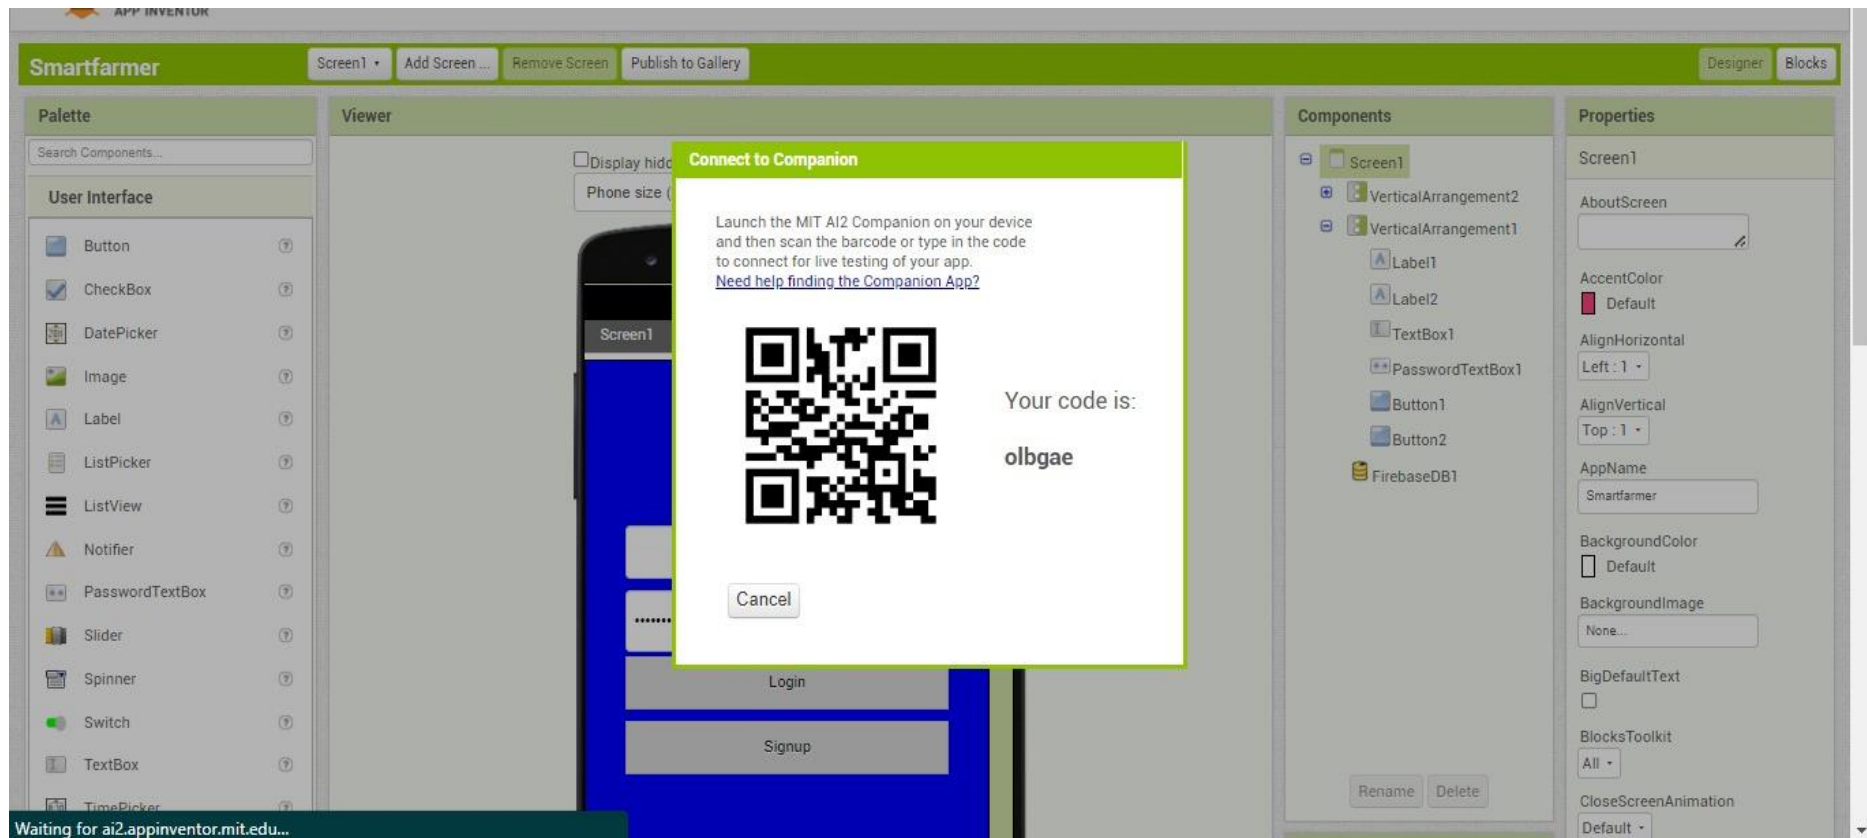 APP INVENTOR
Smartfarmer
Screen1
Add Screen ...
Remove Screen
Publish to Gallery
Designer
Blocks
Palette
Search Components...
User Interface
Button
CheckBox
DatePicker
Image
Label
ListPicker
ListView
Notifier
PasswordTextBox
Slider
Spinner
Switch
TextBox
TimePicker
Waiting for ai2.appinventor.mit.edu...
Viewer
Display hidd
Phone size (
Screen1
Login
Signup
Connect to Companion
Launch the MIT AI2 Companion on your device
and then scan the barcode or type in the code
to connect for live testing of your app.
Need help finding the Companion App?
Your code is:
olbgae
Cancel
Components
Screen1
VerticalArrangement2
VerticalArrangement1
Label1
Label2
TextBox1
PasswordTextBox1
Button1
Button2
FirebaseDB1
Rename
Delete
Properties
Screen1
AboutScreen
AccentColor
Default
AlignHorizontal
Left : 1
AlignVertical
Top : 1
AppName
Smartfarmer
BackgroundColor
Default
BackgroundImage
None...
BigDefaultText
BlocksToolkit
All
CloseScreenAnimation
Default